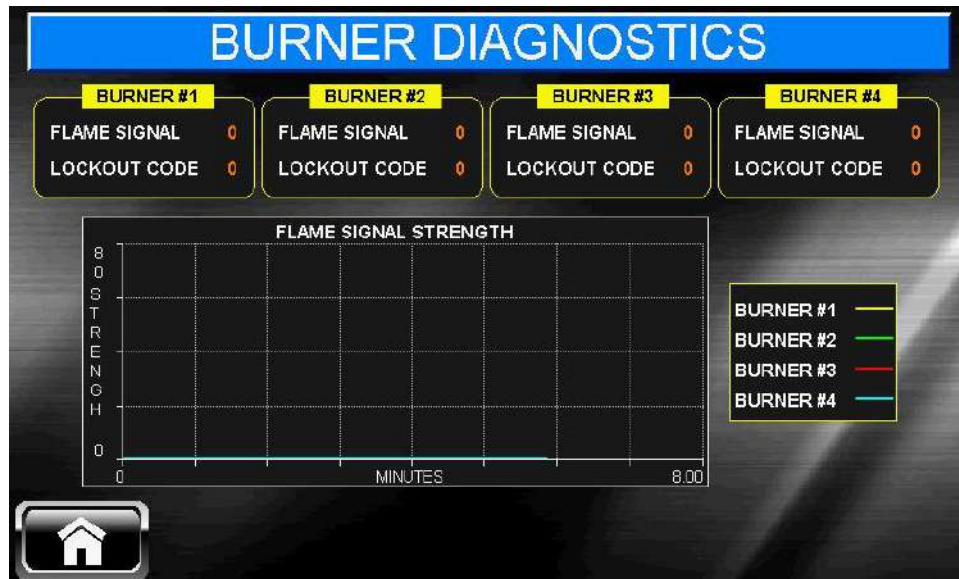 BURNER DIAGNOSTICS
BURNER #1
FLAME SIGNAL 0
LOCKOUT CODE 0
BURNER #2
FLAME SIGNAL 0
LOCKOUT CODE 0
BURNER #3
FLAME SIGNAL 0
LOCKOUT CODE 0
BURNER #4
FLAME SIGNAL 0
LOCKOUT CODE 0
FLAME SIGNAL STRENGTH
80
STRENGH
0
0 MINUTES 8.00
BURNER #1
BURNER #2
BURNER #3
BURNER #4